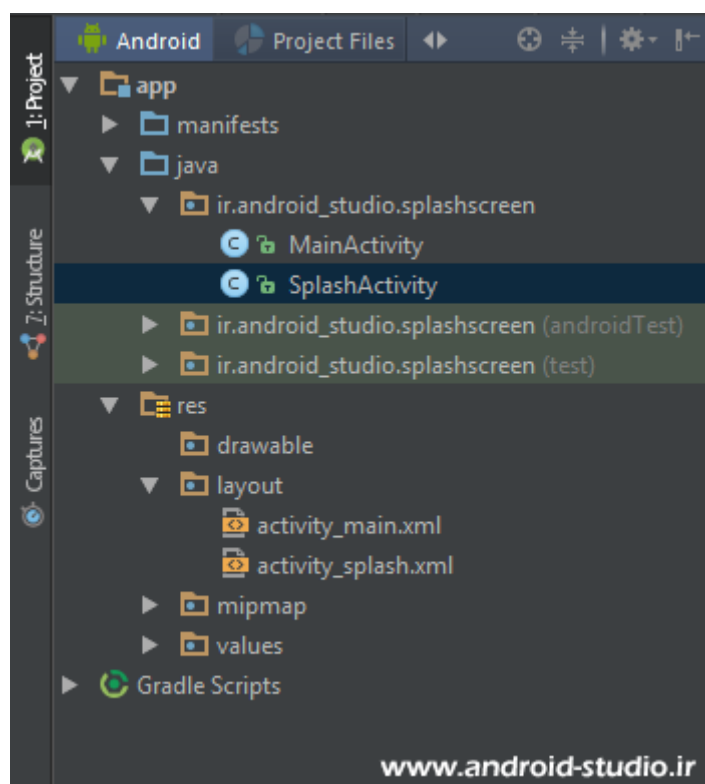 Android Project Files
1: Project
app
manifests
java
ir.android_studio.splashscreen
C MainActivity
C SplashActivity
ir.android_studio.splashscreen (androidTest)
ir.android_studio.splashscreen (test)
7: Structure
res
drawable
Captures
layout
activity_main.xml
activity_splash.xml
mipmap
values
Gradle Scripts
www.android-studio.ir